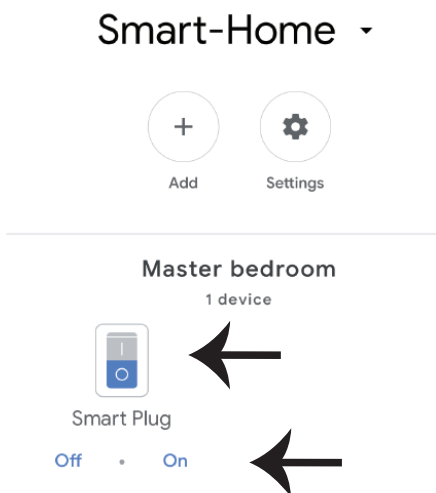 Smart-Home
Add Settings
Master bedroom
1 device
Smart Plug
Off • On